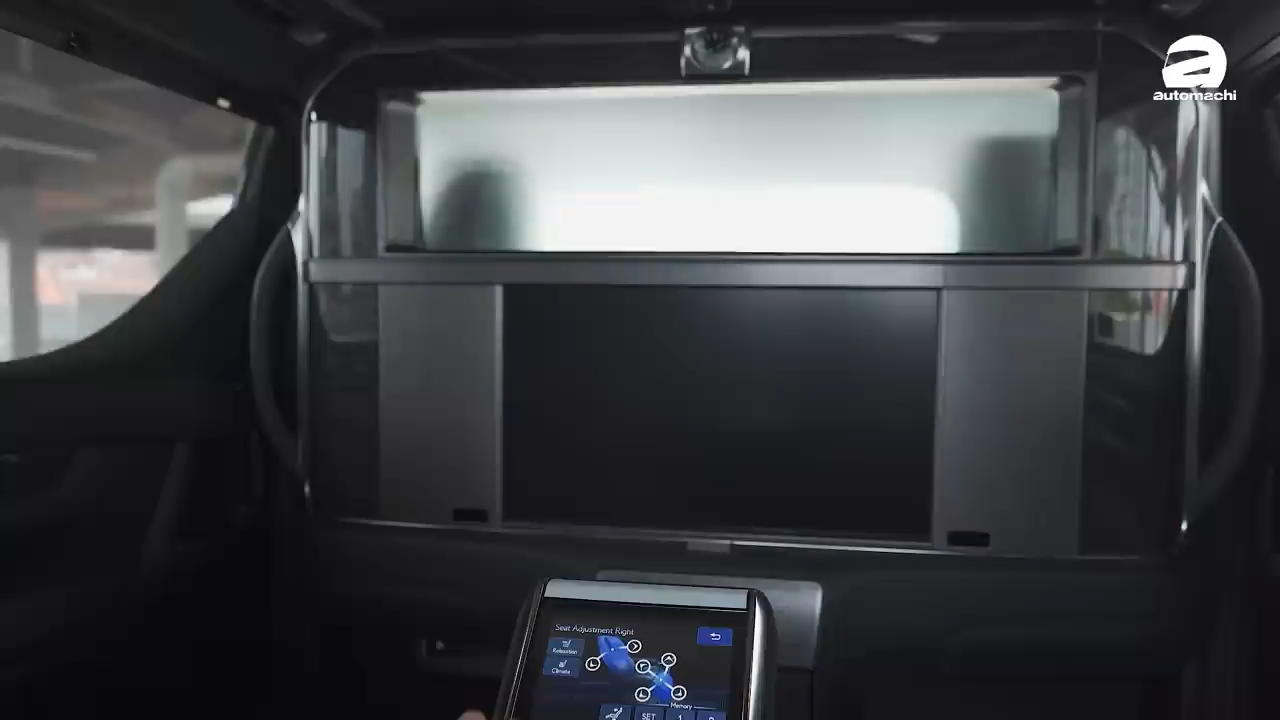 automachi
Seat Adjustment Right
Relaxation
Climate
Memory
SET
1